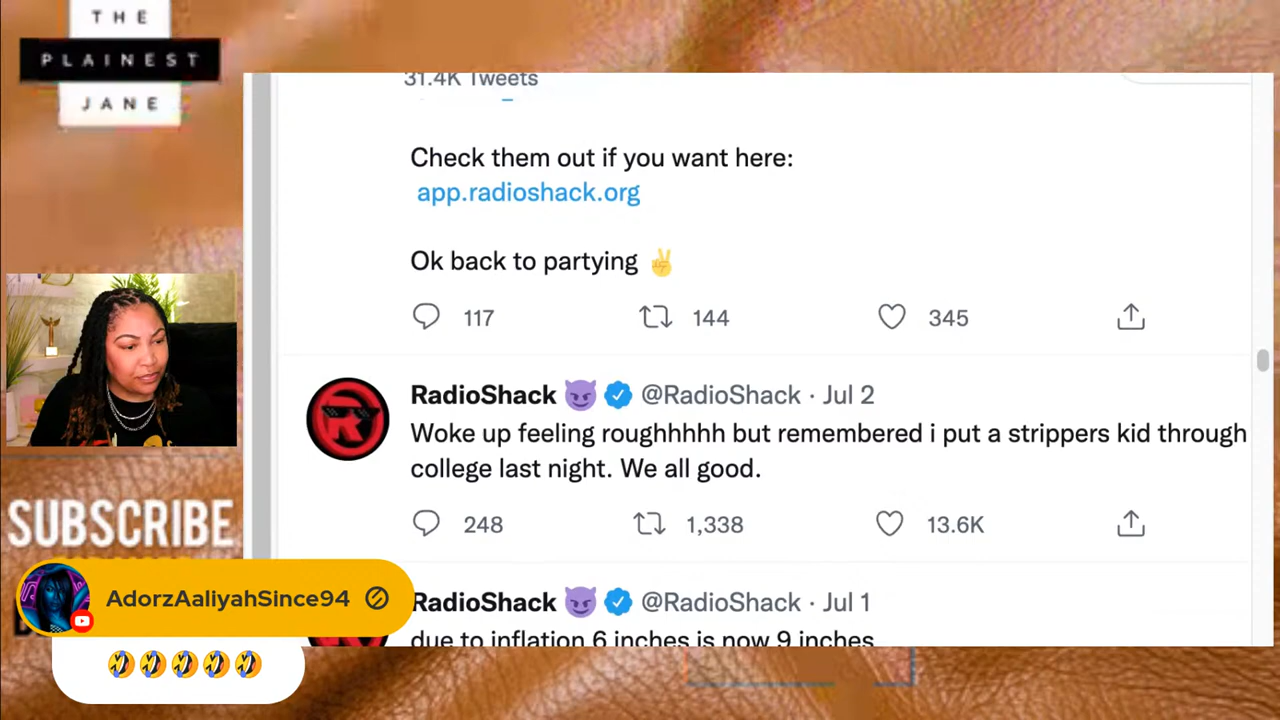 THE
PLAINEST
JANE
31.4K Tweets
Check them out if you want here:
app.radioshack.org
Ok back to partying ✌
117 144 345
RadioShack 😈 @RadioShack · Jul 2
Woke up feeling roughhhhh but remembered i put a strippers kid through
college last night. We all good.
248 1,338 13.6K
RadioShack 😈 @RadioShack · Jul 1
due to inflation 6 inches is now 9 inches
SUBSCRIBE
AdorzAaliyahSince94
🤣🤣🤣🤣🤣